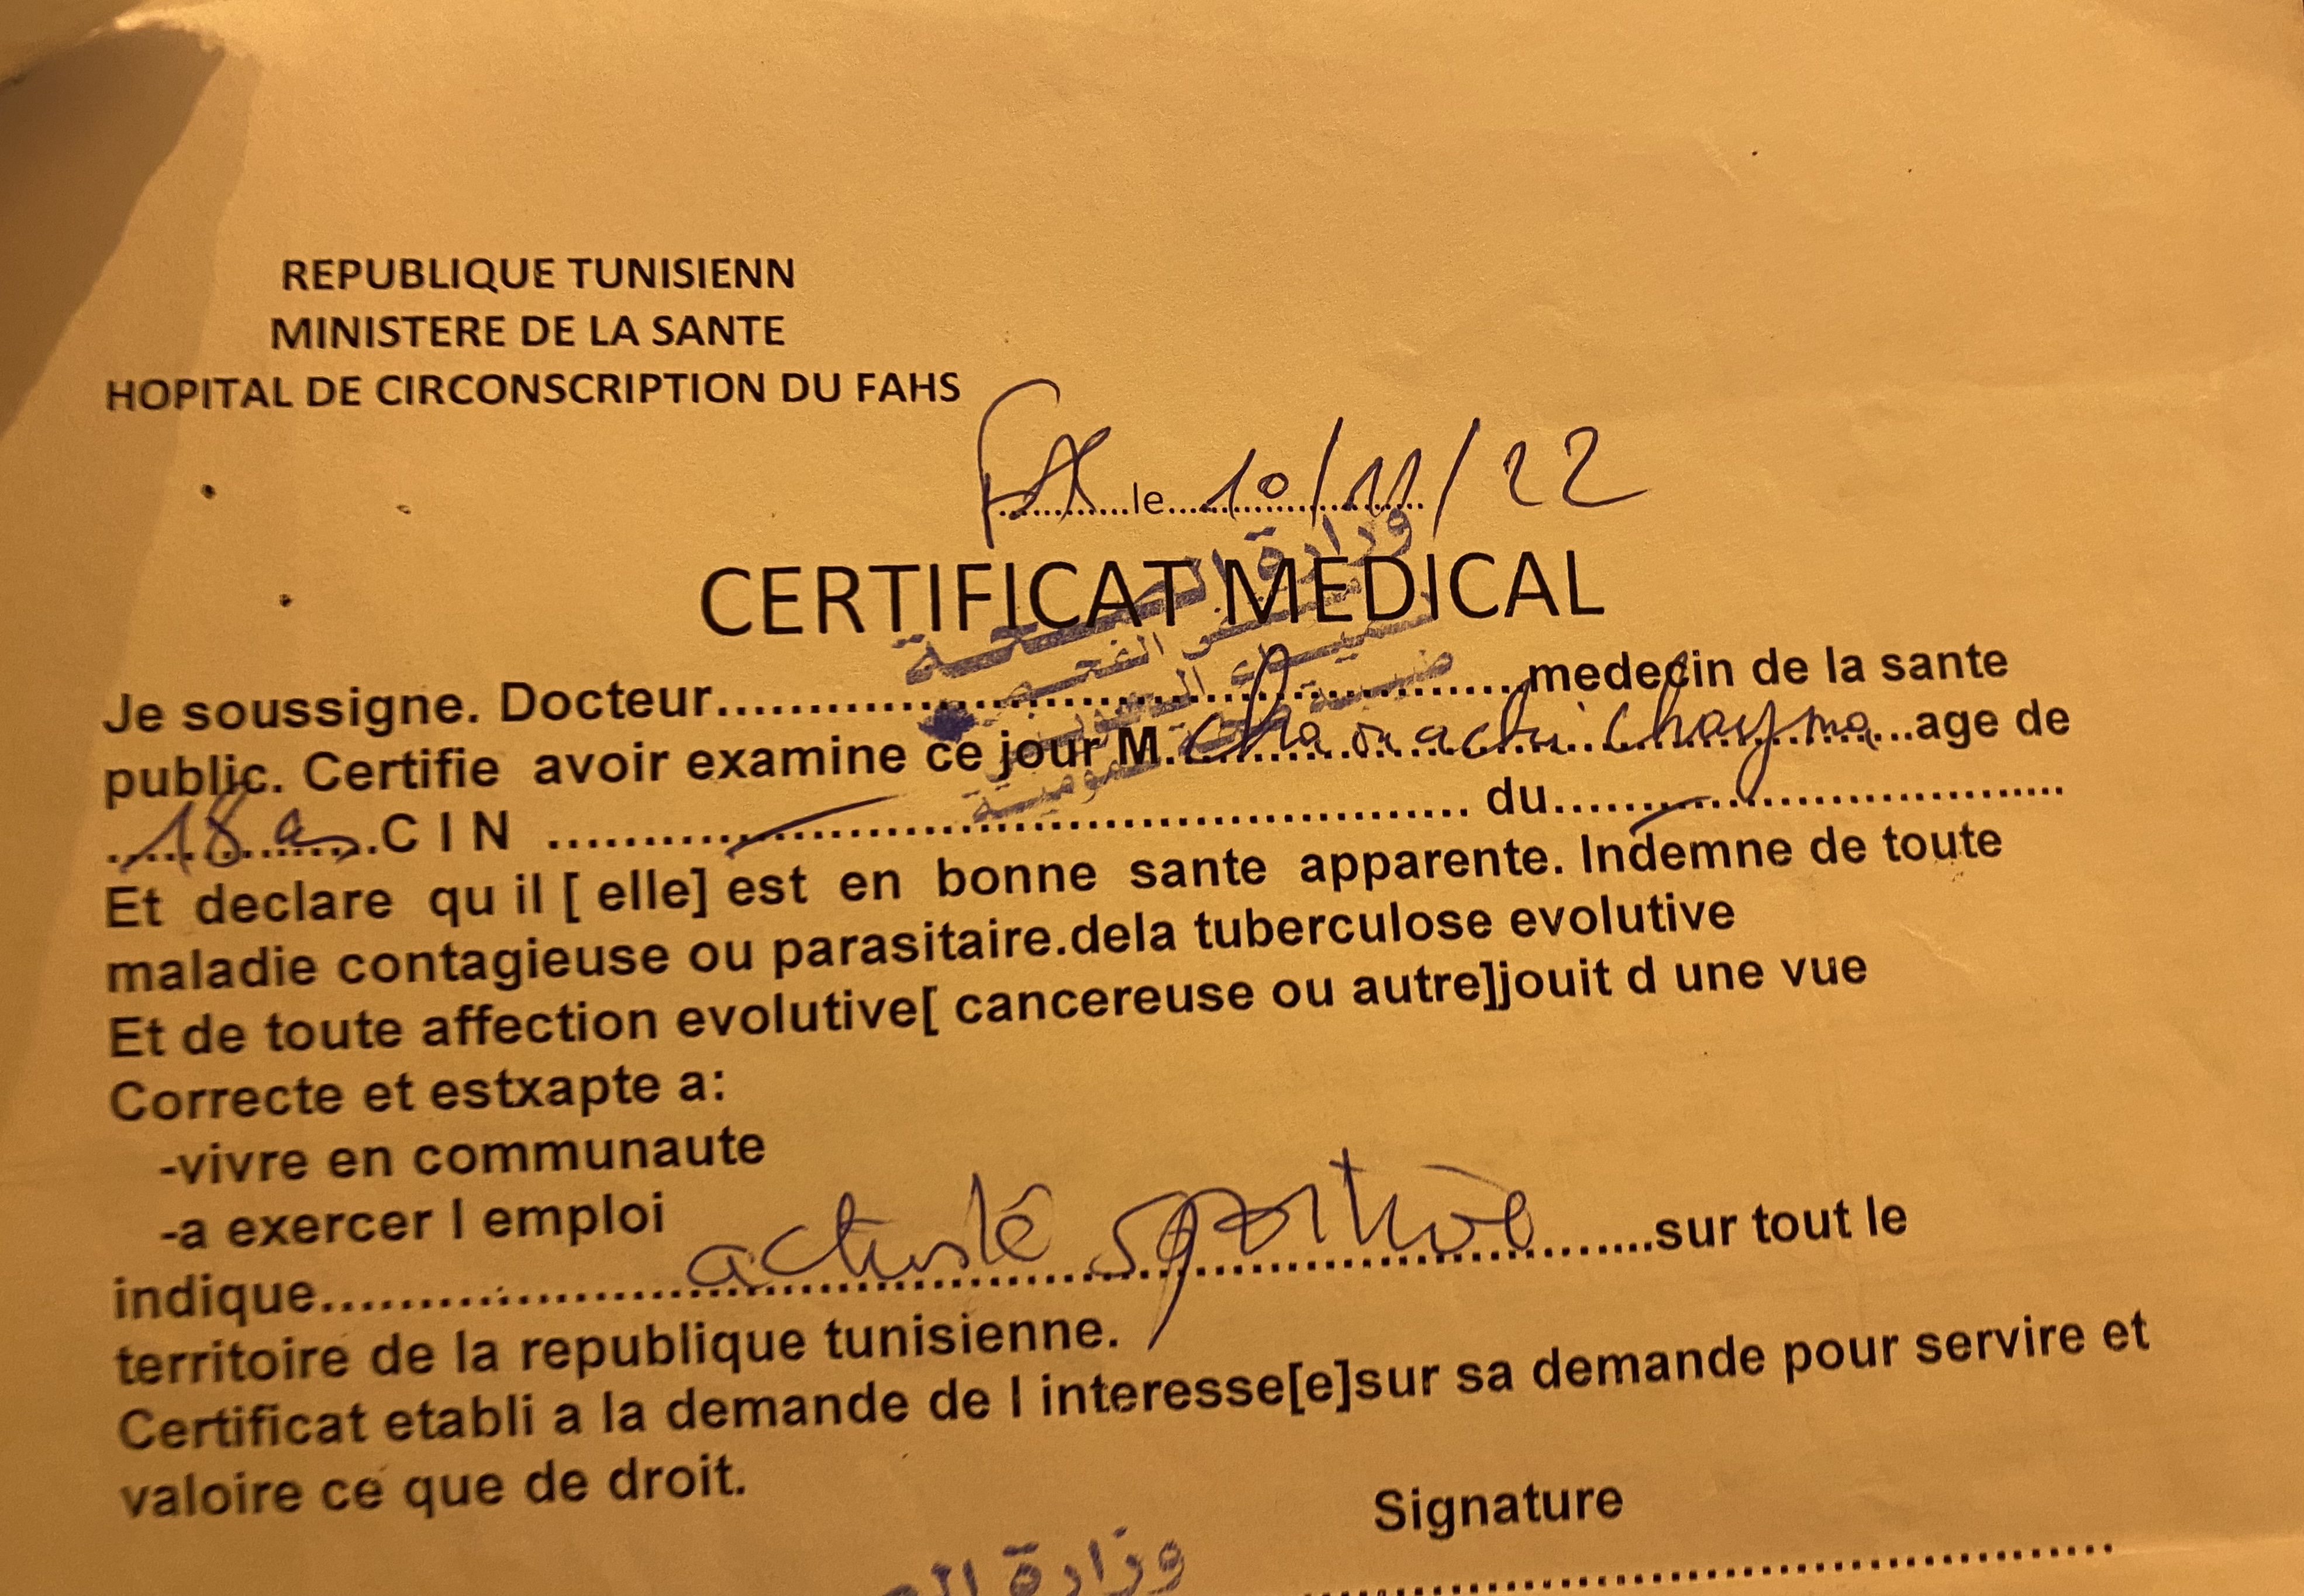 REPUBLIQUE TUNISIENN
MINISTERE DE LA SANTE
HOPITAL DE CIRCONSCRIPTION DU FAHS
..............le.......10/11/22
CERTIFICAT MEDICAL
وزارة الصحة
Je soussigne. Docteur..............................................medecin de la sante
public. Certifie avoir examine ce jour M. Chayma...age de
18 a.CIN .................................................... du............................
Et declare qu il [ elle] est en bonne sante apparente. Indemne de toute
maladie contagieuse ou parasitaire.dela tuberculose evolutive
Et de toute affection evolutive[ cancereuse ou autre]jouit d une vue
Correcte et estxapte a:
-vivre en communaute
-a exercer l emploi
indique.................activité sportive.......sur tout le
territoire de la republique tunisienne.
Certificat etabli a la demande de l interesse[e]sur sa demande pour servire et
valoire ce que de droit.
Signature
وزارة